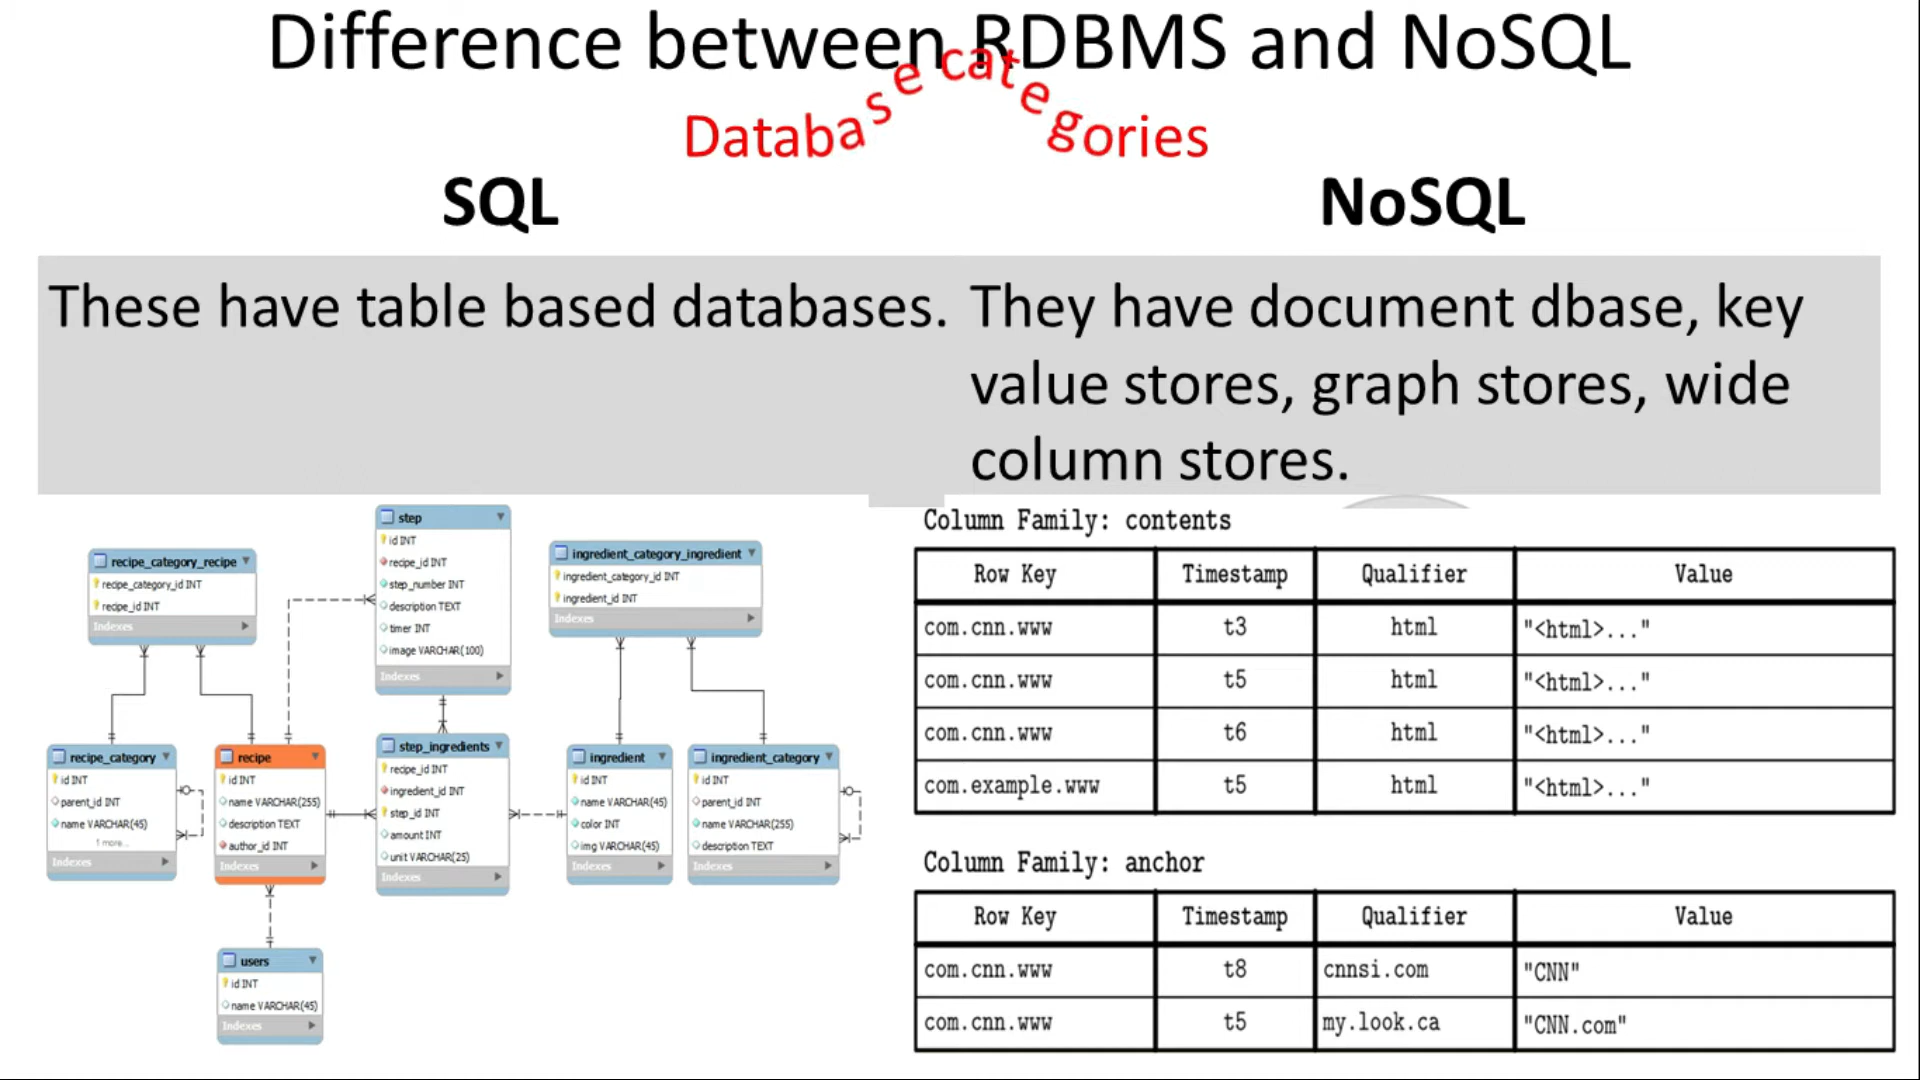 Difference between RDBMS and NoSQL
Database categories
SQL
NoSQL
These have table based databases.
They have document dbase, key
value stores, graph stores, wide
column stores.
recipe_category_recipe
recipe_category_id INT
recipe_id INT
Indexes
step
id INT
recipe_id INT
step_number INT
description TEXT
timer INT
image VARCHAR(100)
Indexes
ingredient_category_ingredient
ingredient_category_id INT
ingredient_id INT
Indexes
recipe_category
id INT
parent_id INT
name VARCHAR(45)
1 more...
Indexes
recipe
id INT
name VARCHAR(255)
description TEXT
author_id INT
Indexes
step_ingredients
recipe_id INT
ingredient_id INT
step_id INT
amount INT
unit VARCHAR(25)
Indexes
ingredient
id INT
name VARCHAR(45)
color INT
img VARCHAR(45)
Indexes
ingredient_category
id INT
parent_id INT
name VARCHAR(255)
description TEXT
Indexes
users
id INT
name VARCHAR(45)
Indexes
Column Family: contents
Row Key Timestamp Qualifier Value
com.cnn.www t3 html "<html>..."
com.cnn.www t5 html "<html>..."
com.cnn.www t6 html "<html>..."
com.example.www t5 html "<html>..."
Column Family: anchor
Row Key Timestamp Qualifier Value
com.cnn.www t8 cnnsi.com "CNN"
com.cnn.www t5 my.look.ca "CNN.com"